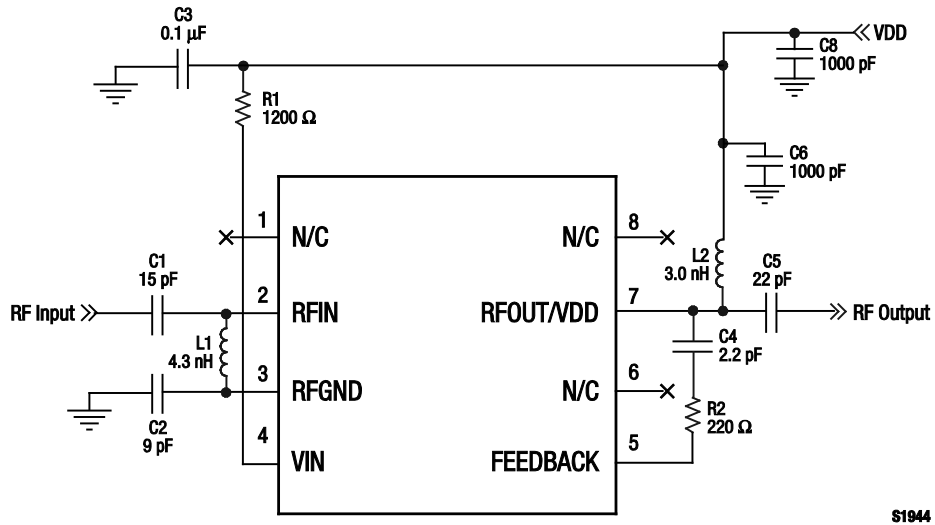 C3
0.1 µF
VDD
C8
1000 pF
R1
1200 Ω
C6
1000 pF
1
N/C
N/C
8
C1
15 pF
L2
3.0 nH
C5
22 pF
RF Input
2
RFIN
RFOUT/VDD
7
RF Output
L1
4.3 nH
C4
2.2 pF
3
RFGND
N/C
6
C2
9 pF
R2
220 Ω
4
VIN
FEEDBACK
5
S1944